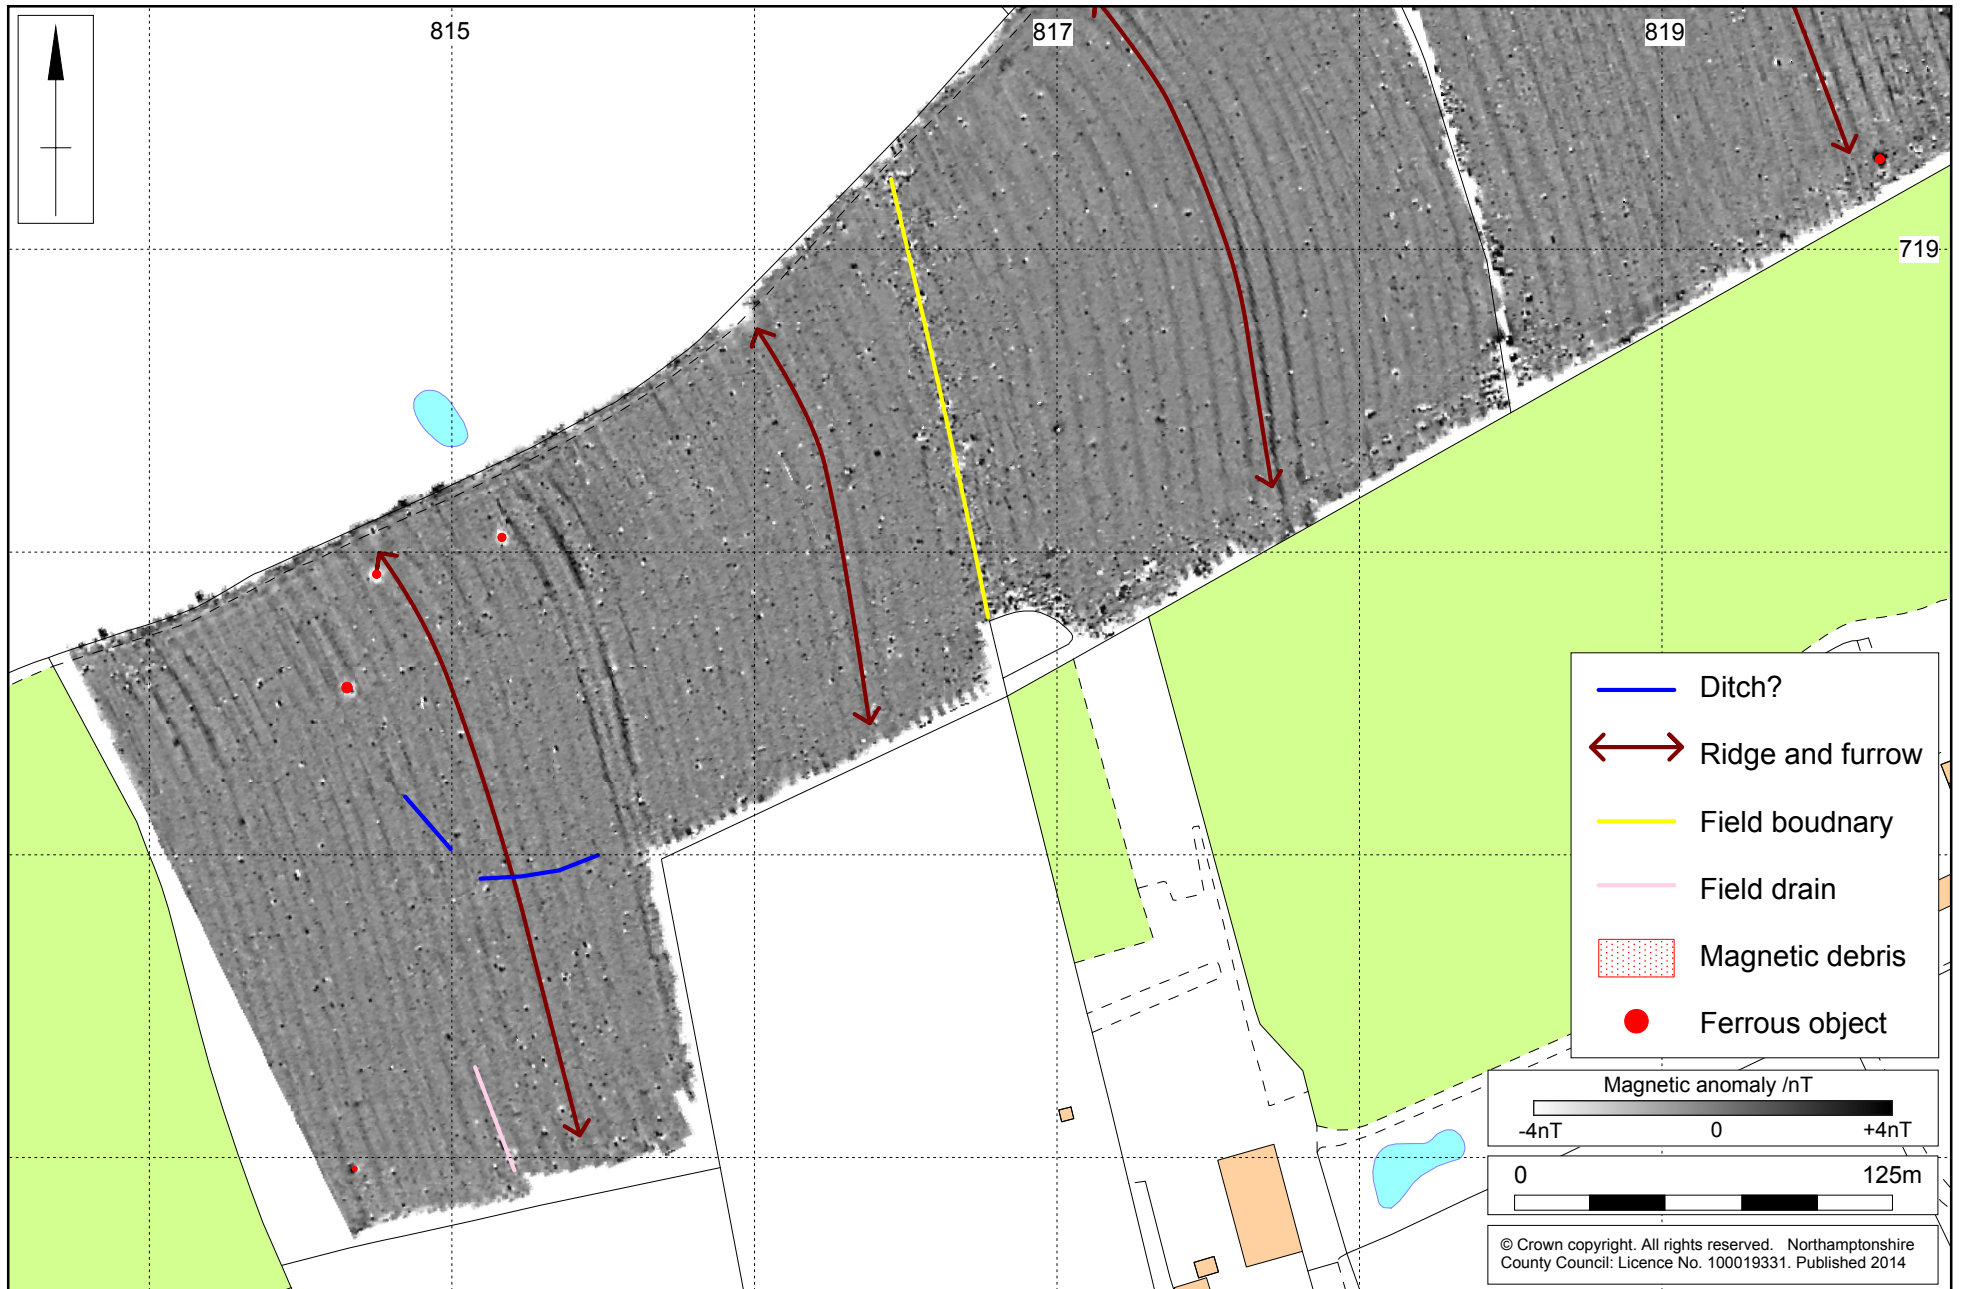 815
817
819
719
Ditch?
Ridge and furrow
Field boudnary
Field drain
Magnetic debris
Ferrous object
Magnetic anomaly /nT
-4nT 0 +4nT
0 125m
© Crown copyright. All rights reserved. Northamptonshire
County Council: Licence No. 100019331. Published 2014